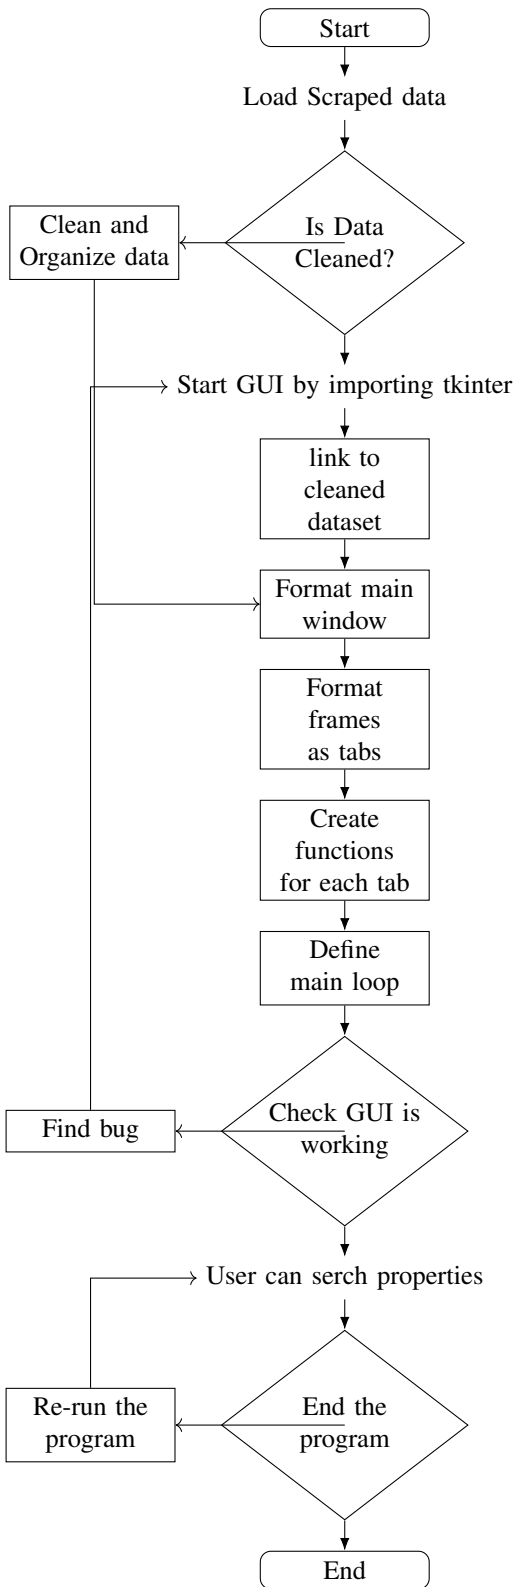 Start
Load Scraped data
Is Data
Cleaned?
Clean and
Organize data
Start GUI by importing tkinter
link to
cleaned
dataset
Format main
window
Format
frames
as tabs
Create
functions
for each tab
Define
main loop
Check GUI is
working
Find bug
User can serch properties
End the
program
Re-run the
program
End